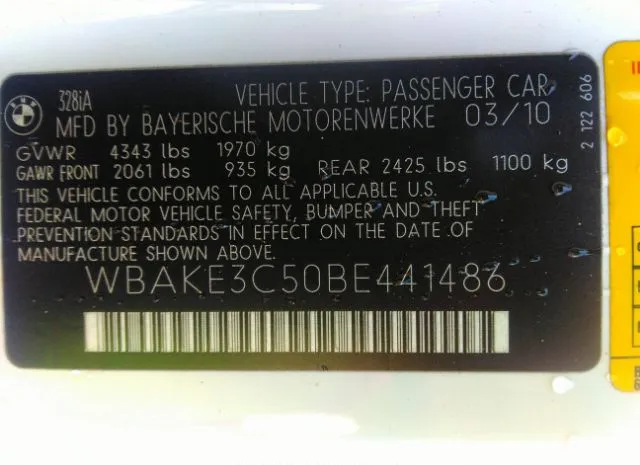 BMW
328iA VEHICLE TYPE: PASSENGER CAR
MFD BY BAYERISCHE MOTORENWERKE 03/10
GVWR 4343 lbs 1970 kg
GAWR FRONT 2061 lbs 935 kg REAR 2425 lbs 1100 kg
THIS VEHICLE CONFORMS TO ALL APPLICABLE U.S.
FEDERAL MOTOR VEHICLE SAFETY, BUMPER AND THEFT
PREVENTION STANDARDS IN EFFECT ON THE DATE OF
MANUFACTURE SHOWN ABOVE.
WBAKE3C50BE441486
2 122 606